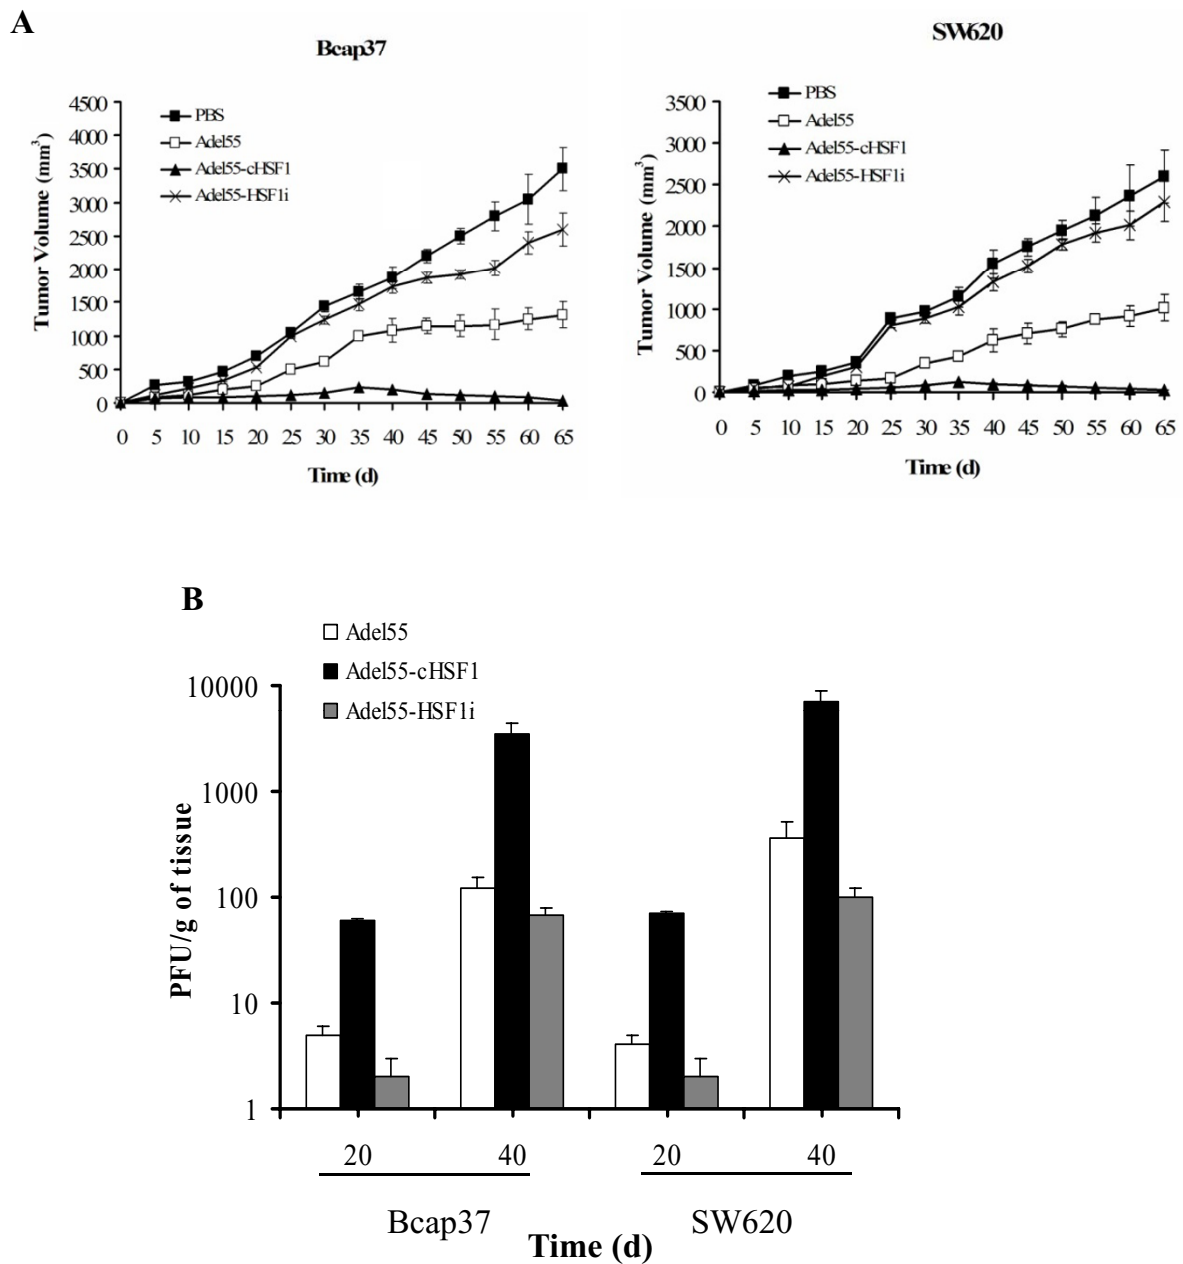 A
Bcap37
PBS
Adel55
Adel55-cHSF1
Adel55-HSF1i
Tumor Volume (mm³)
4500
4000
3500
3000
2500
2000
1500
1000
500
0
0 5 10 15 20 25 30 35 40 45 50 55 60 65
Time (d)
SW620
PBS
Adel55
Adel55-cHSF1
Adel55-HSF1i
Tumor Volume (mm³)
3500
3000
2500
2000
1500
1000
500
0
0 5 10 15 20 25 30 35 40 45 50 55 60 65
Time (d)
B
Adel55
Adel55-cHSF1
Adel55-HSF1i
PFU/g of tissue
10000
1000
100
10
1
20 40 20 40
Bcap37 SW620
Time (d)